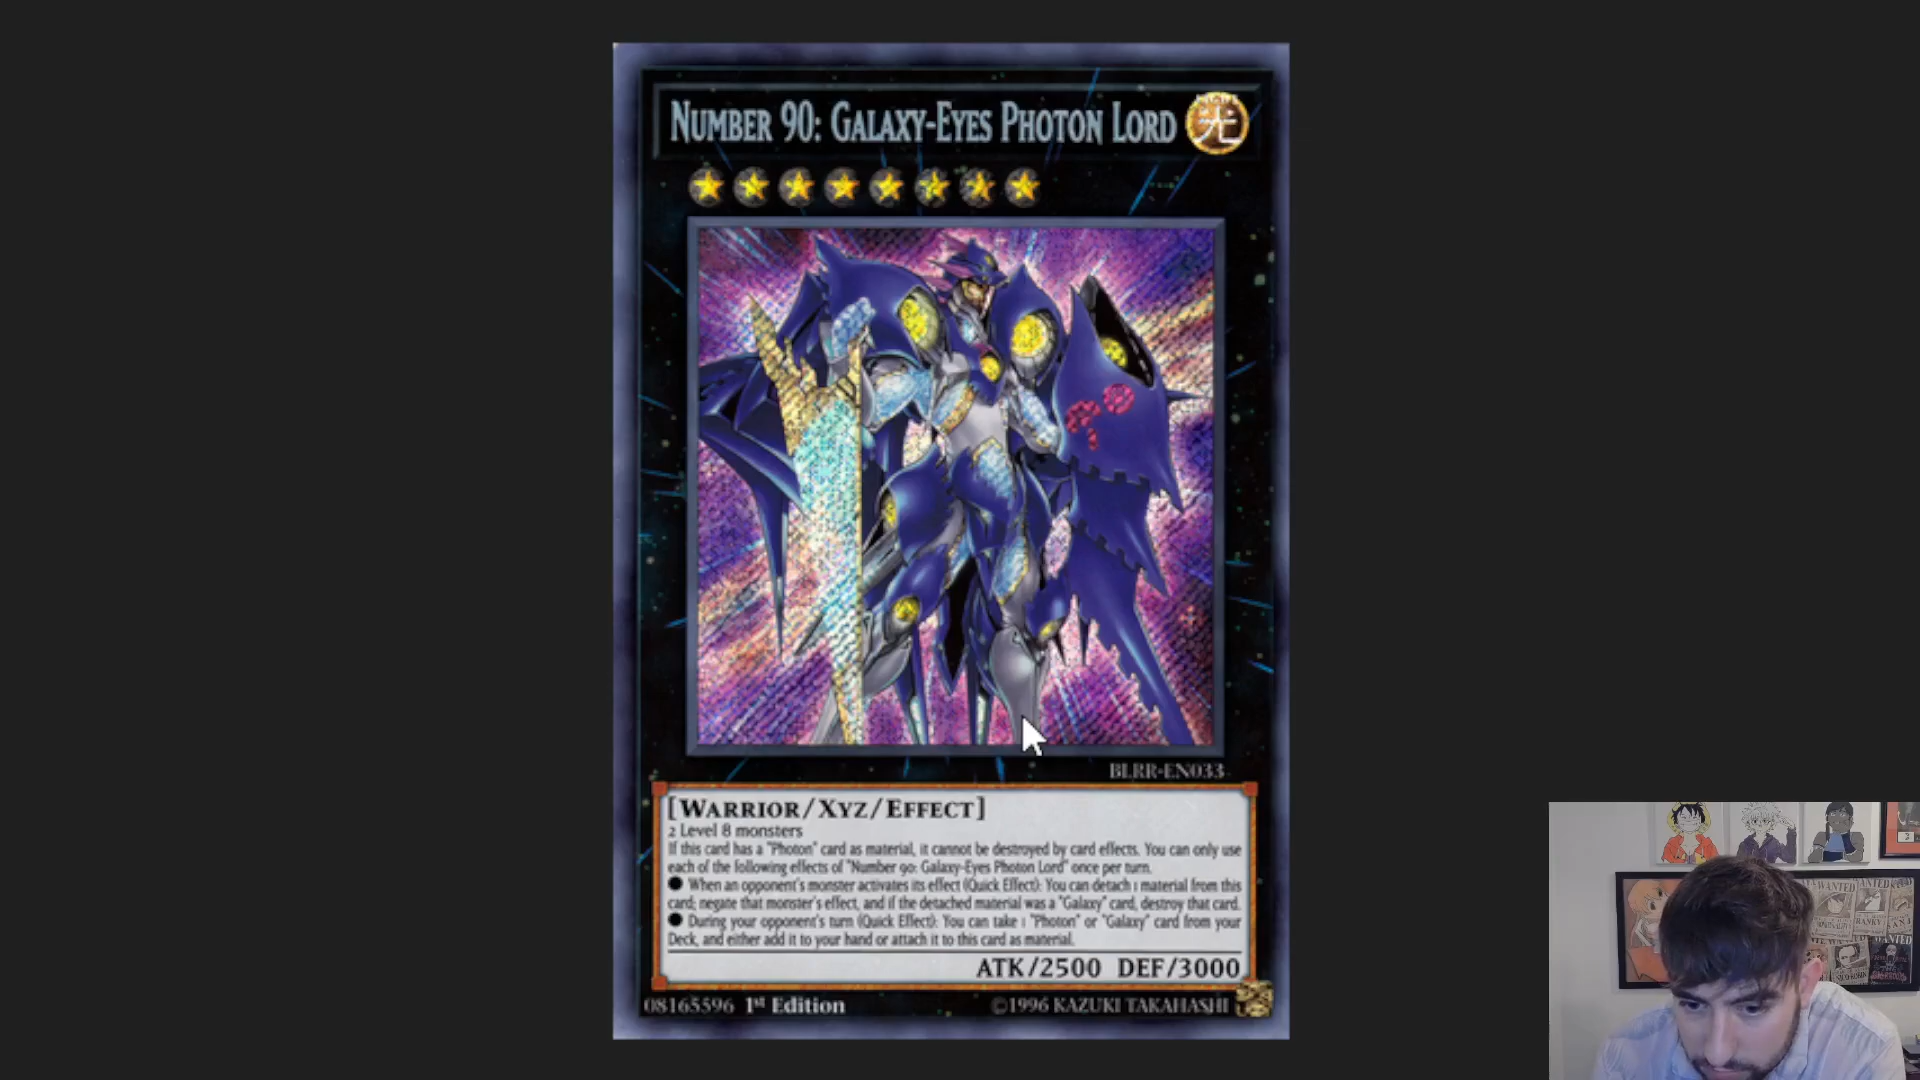 NUMBER 90: GALAXY-EYES PHOTON LORD
LIGHT
光
BLRR-EN033
[WARRIOR/XYZ/EFFECT]
2 Level 8 monsters
If this card has a "Photon" card as material, it cannot be destroyed by card effects. You can only use
each of the following effects of "Number 90: Galaxy-Eyes Photon Lord" once per turn.
● When an opponent's monster activates its effect (Quick Effect): You can detach 1 material from this
card; negate that monster's effect, and if the detached material was a "Galaxy" card, destroy that card.
● During your opponent's turn (Quick Effect): You can take 1 "Photon" or "Galaxy" card from your
Deck, and either add it to your hand or attach it to this card as material.
ATK/2500 DEF/3000
08165596 1st Edition
©1996 KAZUKI TAKAHASHI
WANTED
WANTED
WANTED